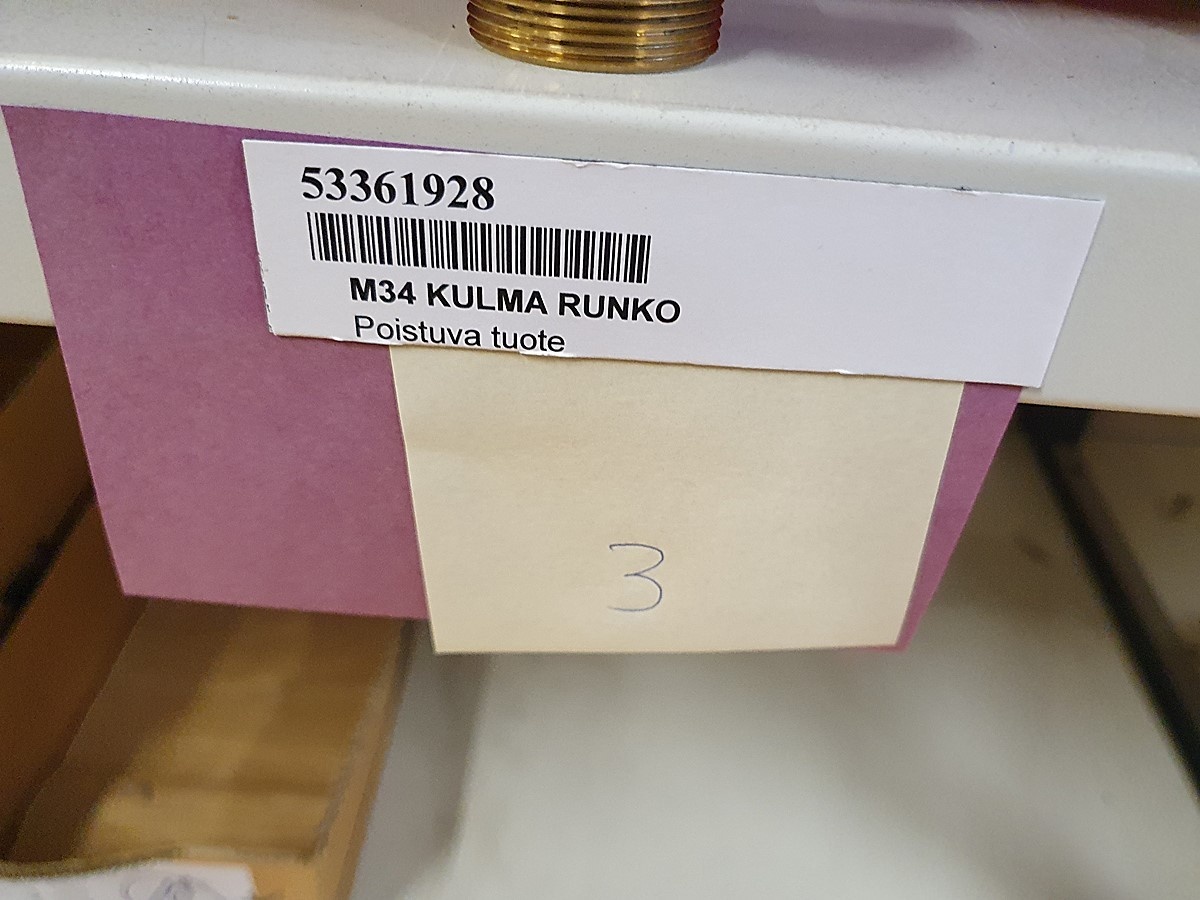 53361928
M34 KULMA RUNKO
Poistuva tuote
3